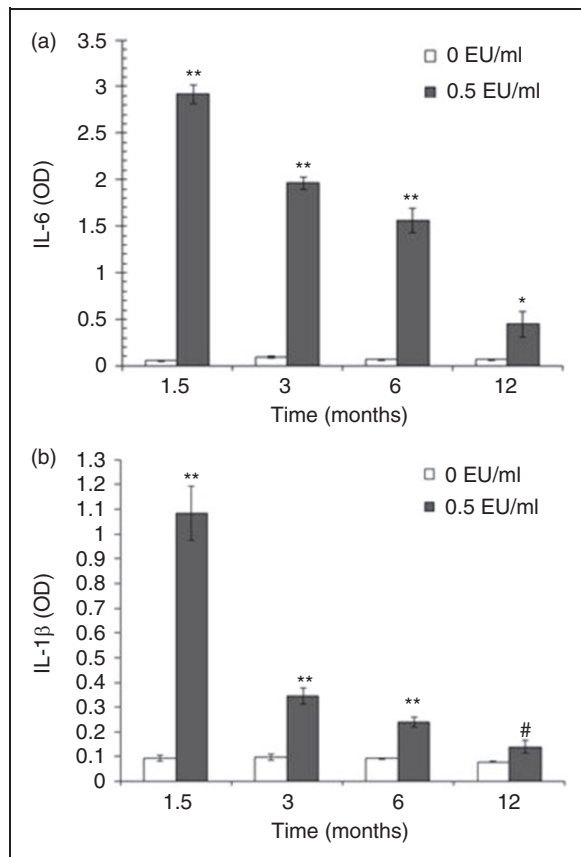 (a)
3.5
3
2.5
2
1.5
1
0.5
0
IL-6 (OD)
0 EU/ml
0.5 EU/ml
**
**
**
*
1.5 3 6 12
Time (months)
(b)
1.3
1.2
1.1
1
0.9
0.8
0.7
0.6
0.5
0.4
0.3
0.2
0.1
0
IL-1β (OD)
0 EU/ml
0.5 EU/ml
**
**
**
#
1.5 3 6 12
Time (months)